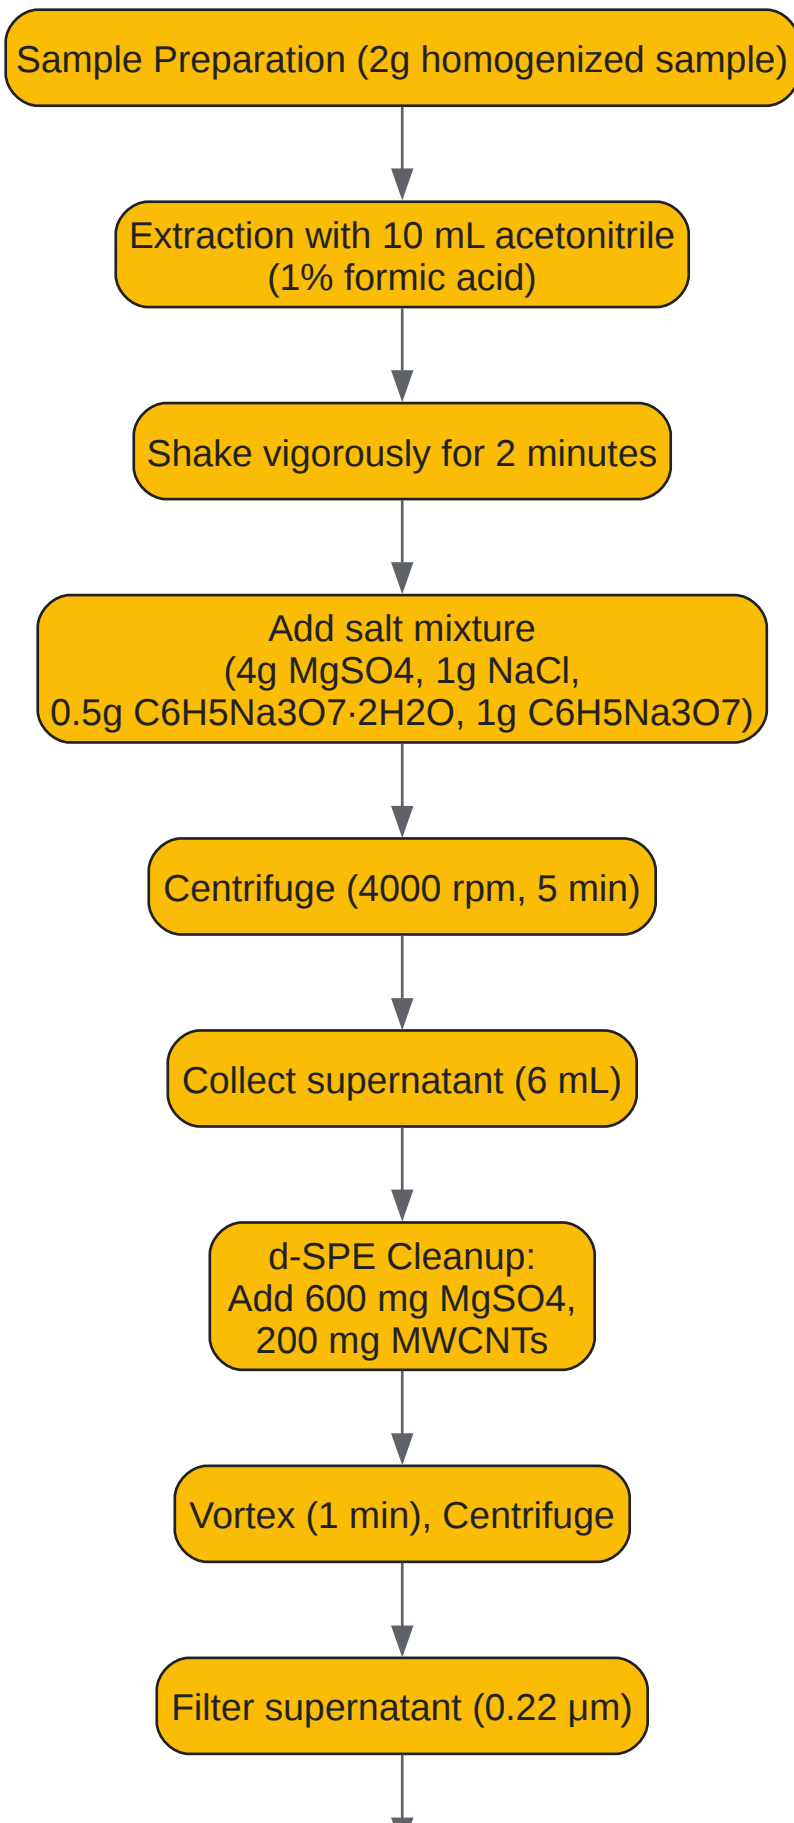 Sample Preparation (2g homogenized sample)
Extraction with 10 mL acetonitrile
(1% formic acid)
Shake vigorously for 2 minutes
Add salt mixture
(4g MgSO4, 1g NaCl,
0.5g C6H5Na3O7·2H2O, 1g C6H5Na3O7)
Centrifuge (4000 rpm, 5 min)
Collect supernatant (6 mL)
d-SPE Cleanup:
Add 600 mg MgSO4,
200 mg MWCNTs
Vortex (1 min), Centrifuge
Filter supernatant (0.22 μm)